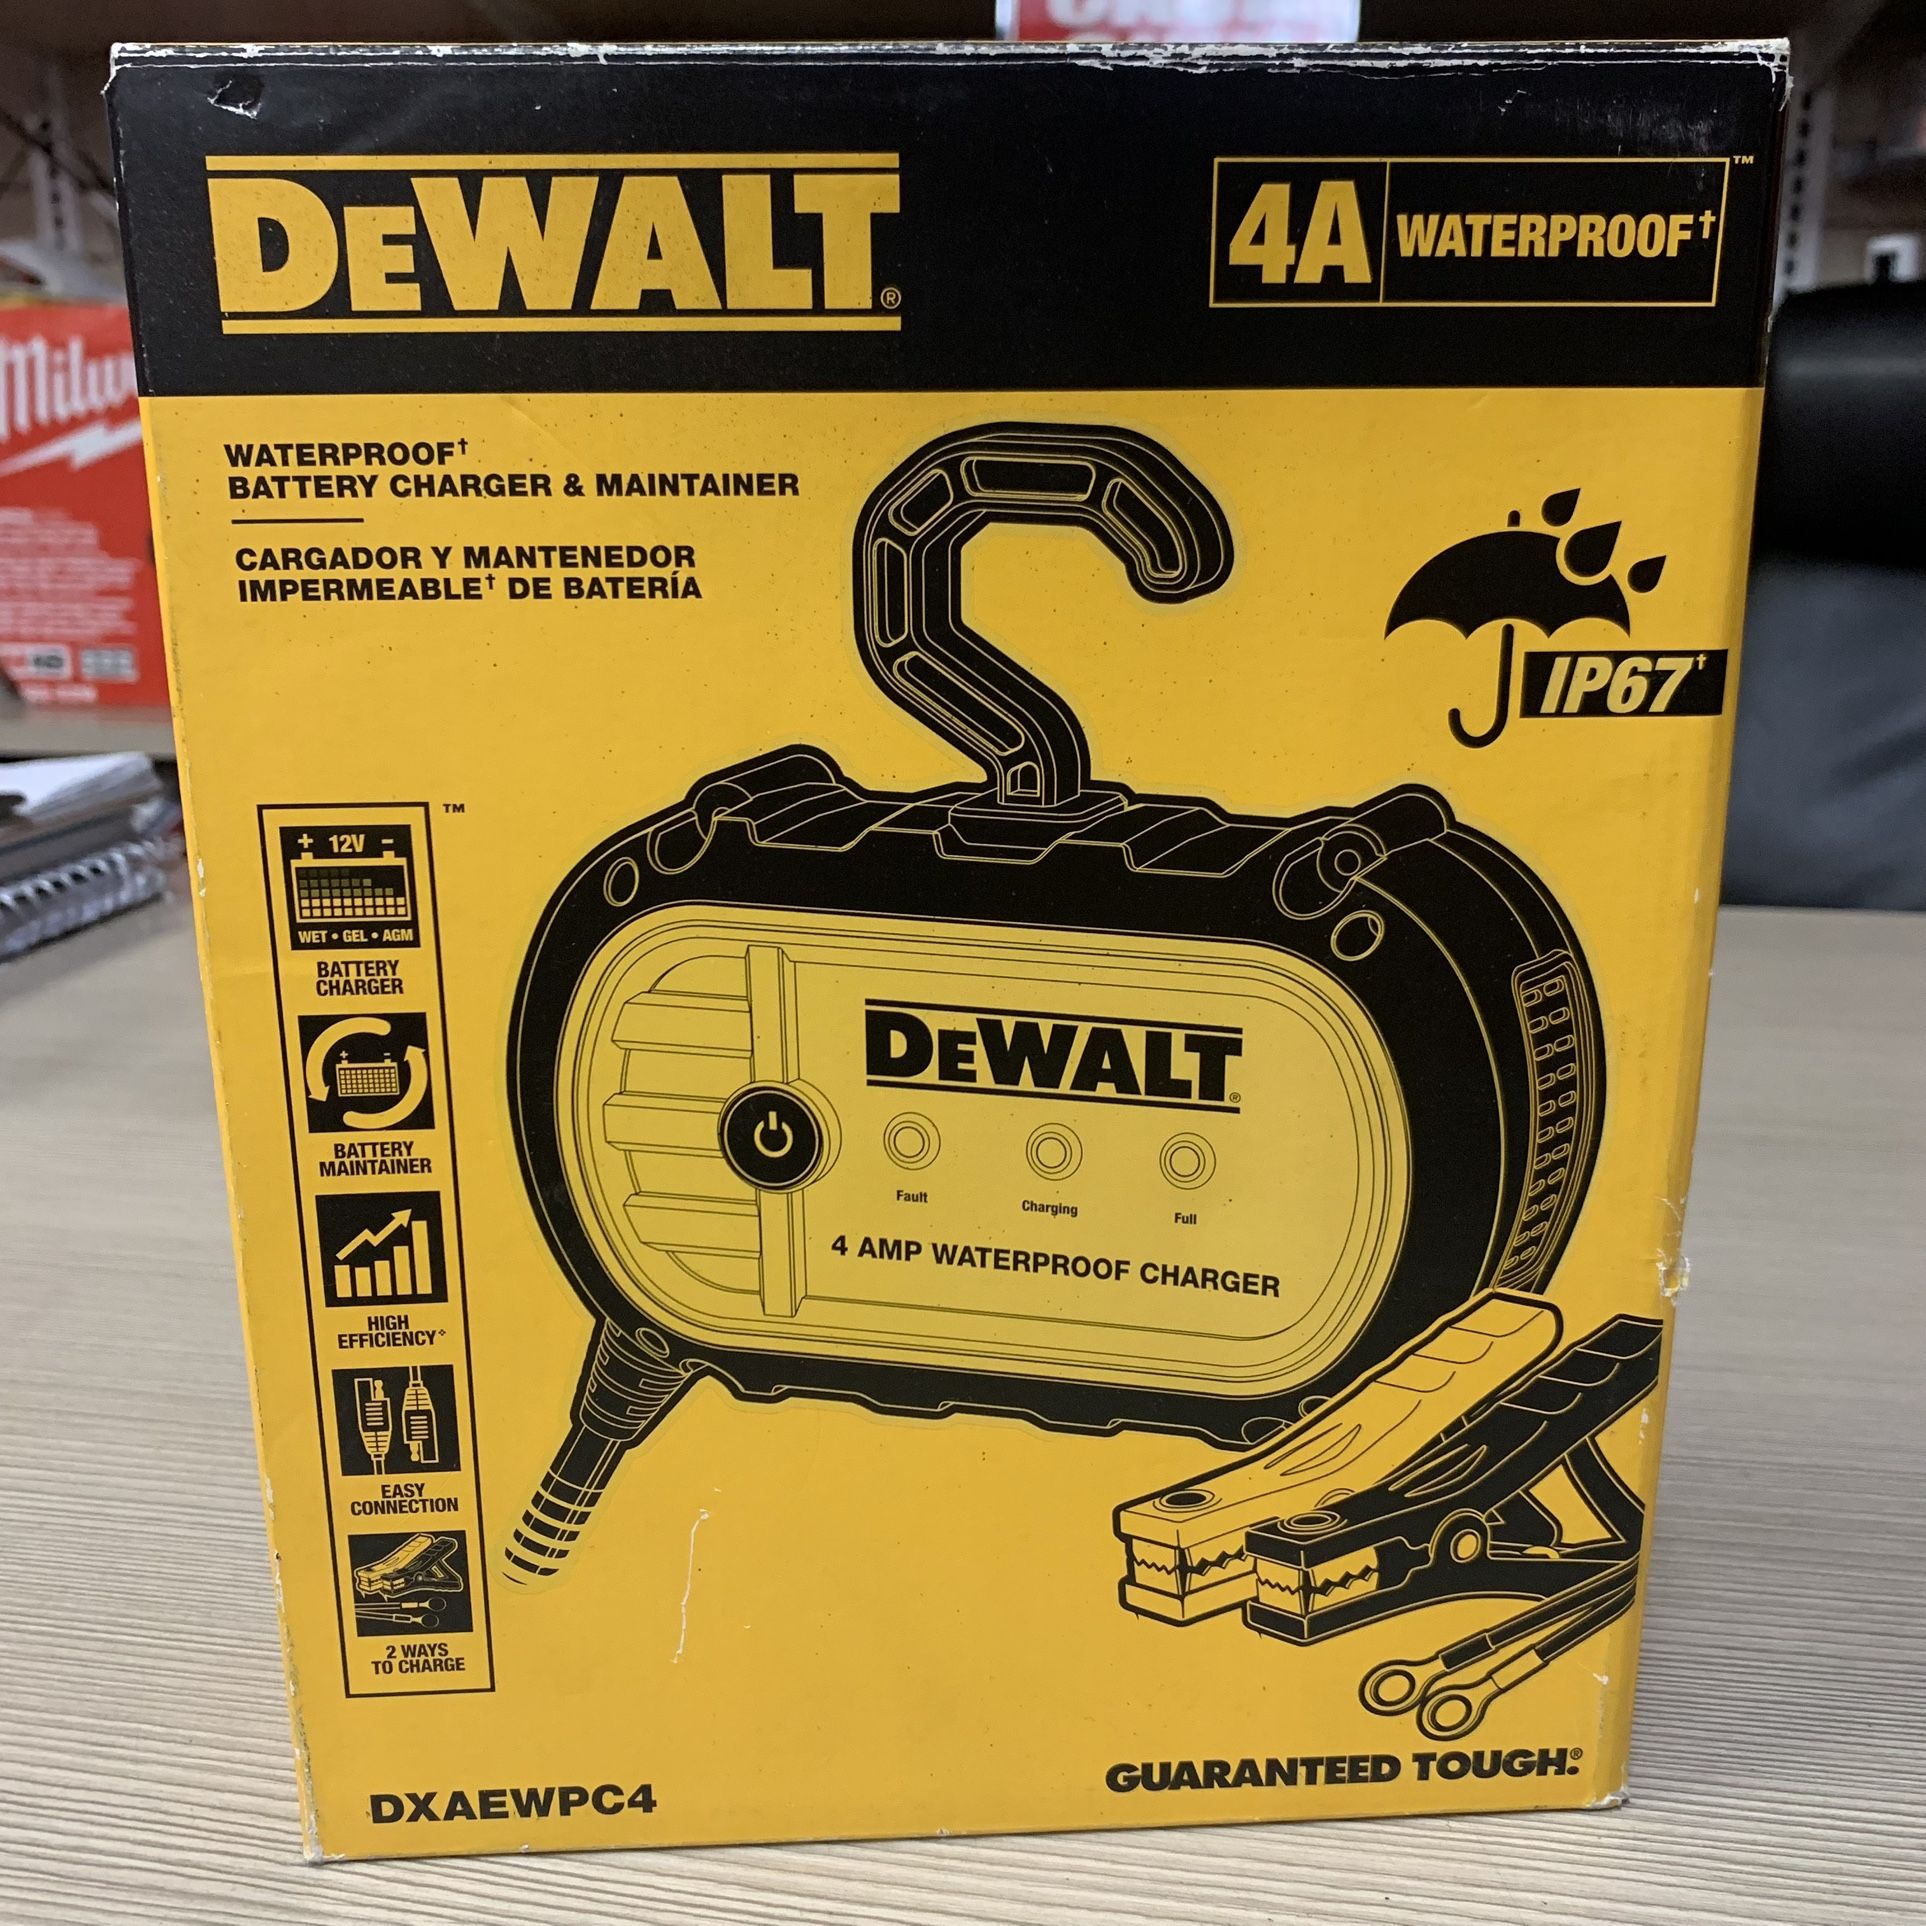 DEWALT®
4A WATERPROOF† ™
WATERPROOF†
BATTERY CHARGER & MAINTAINER
CARGADOR Y MANTENEDOR
IMPERMEABLE† DE BATERÍA
IP67†
™
+ 12V -
WET • GEL • AGM
BATTERY
CHARGER
+ -
BATTERY
MAINTAINER
HIGH
EFFICIENCY
EASY
CONNECTION
2 WAYS
TO CHARGE
DEWALT®
Fault
Charging
Full
4 AMP WATERPROOF CHARGER
GUARANTEED TOUGH.®
DXAEWPC4